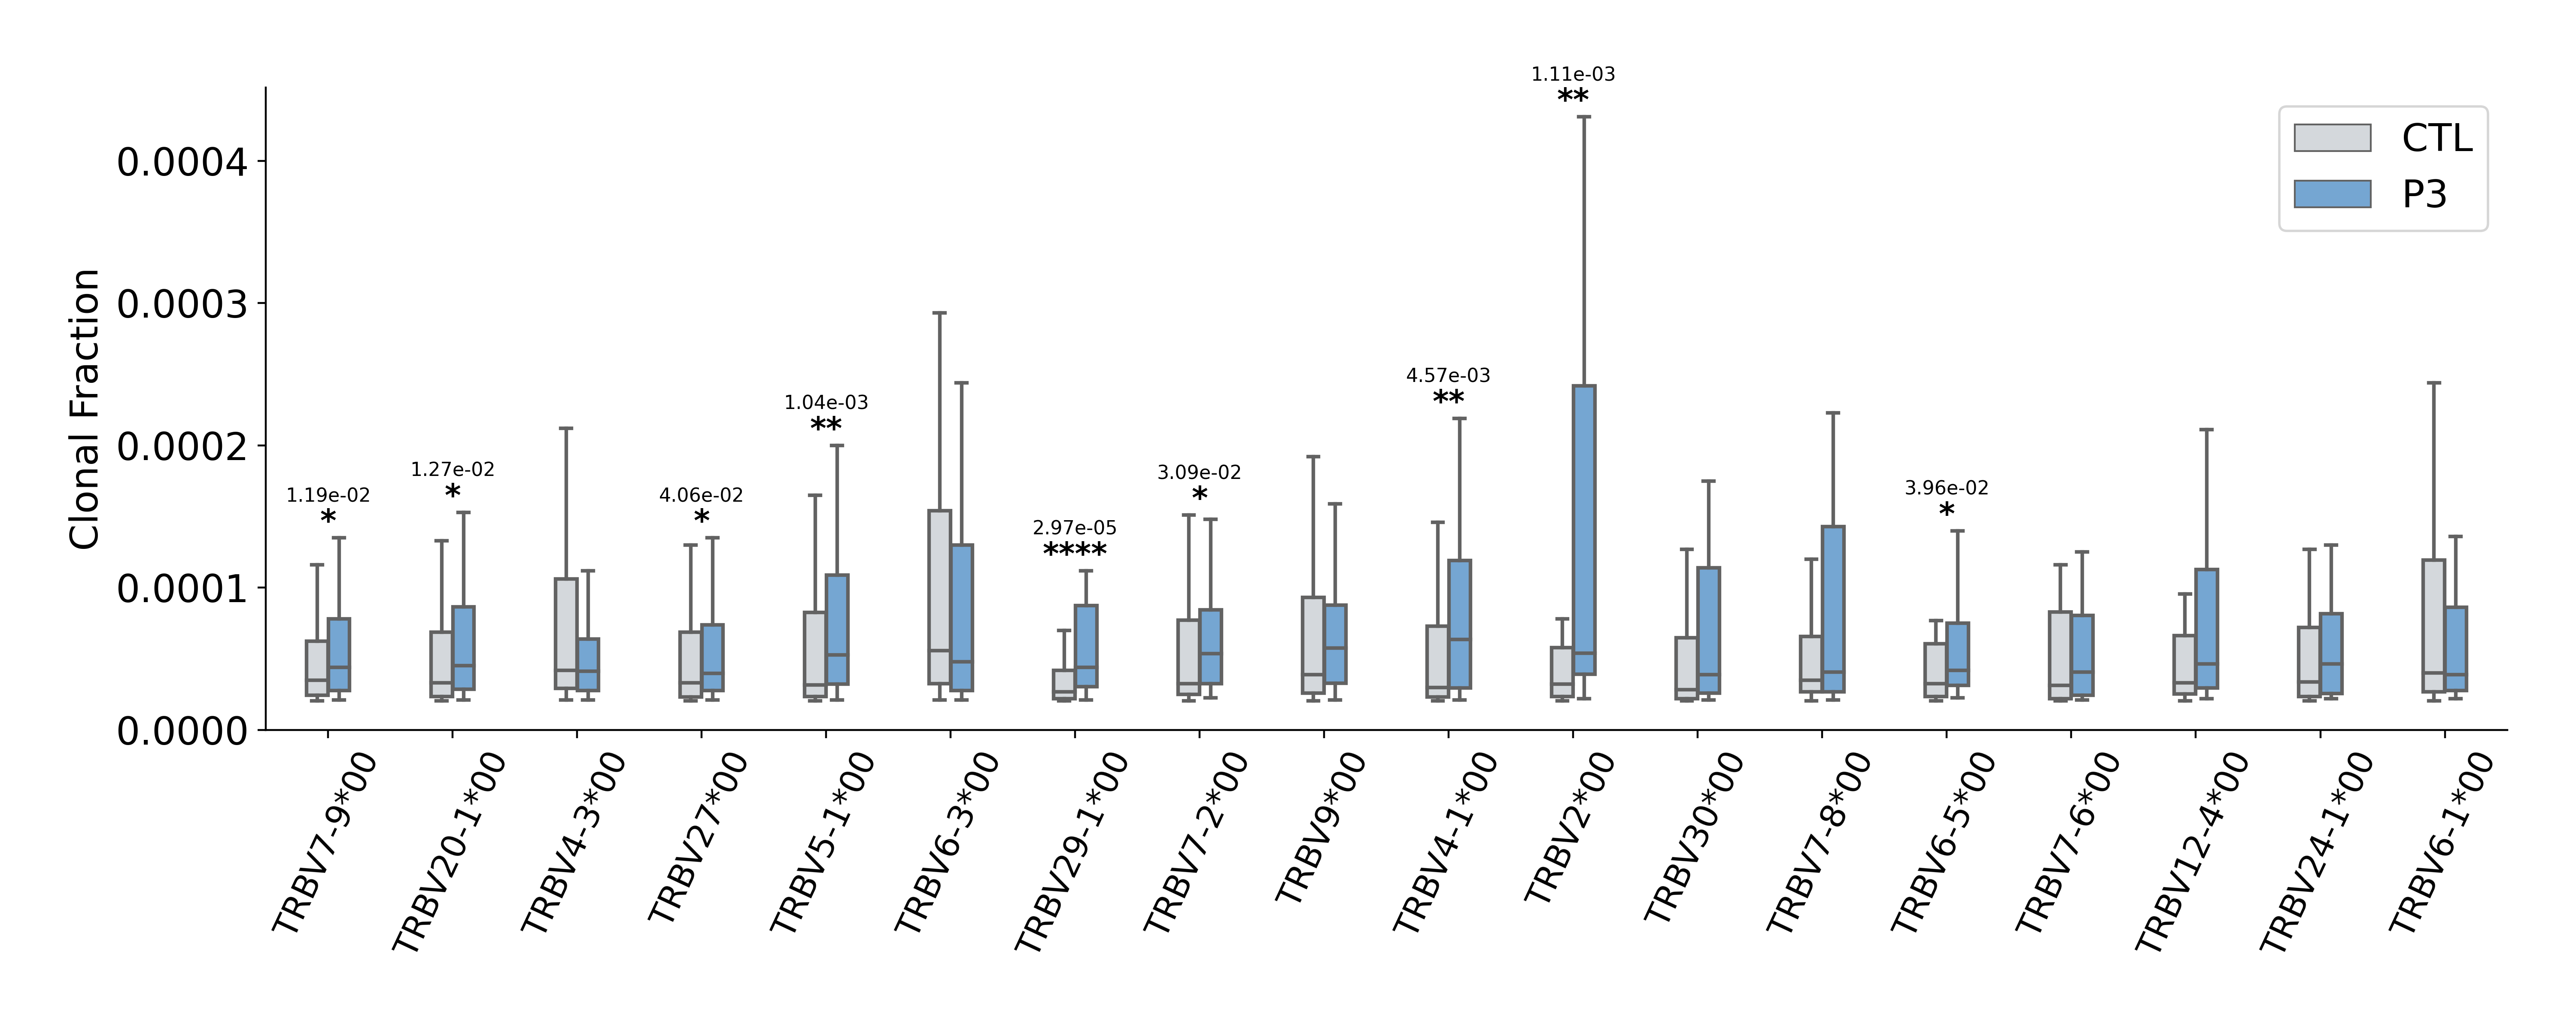 1.11e-03
**
CTL
P3
0.0004
0.0003
0.0002
0.0001
0.0000
Clonal Fraction
1.19e-02
*
1.27e-02
*
4.06e-02
*
1.04e-03
**
2.97e-05
****
3.09e-02
*
4.57e-03
**
3.96e-02
*
TRBV7-9*00
TRBV20-1*00
TRBV4-3*00
TRBV27*00
TRBV5-1*00
TRBV6-3*00
TRBV29-1*00
TRBV7-2*00
TRBV9*00
TRBV4-1*00
TRBV2*00
TRBV30*00
TRBV7-8*00
TRBV6-5*00
TRBV7-6*00
TRBV12-4*00
TRBV24-1*00
TRBV6-1*00